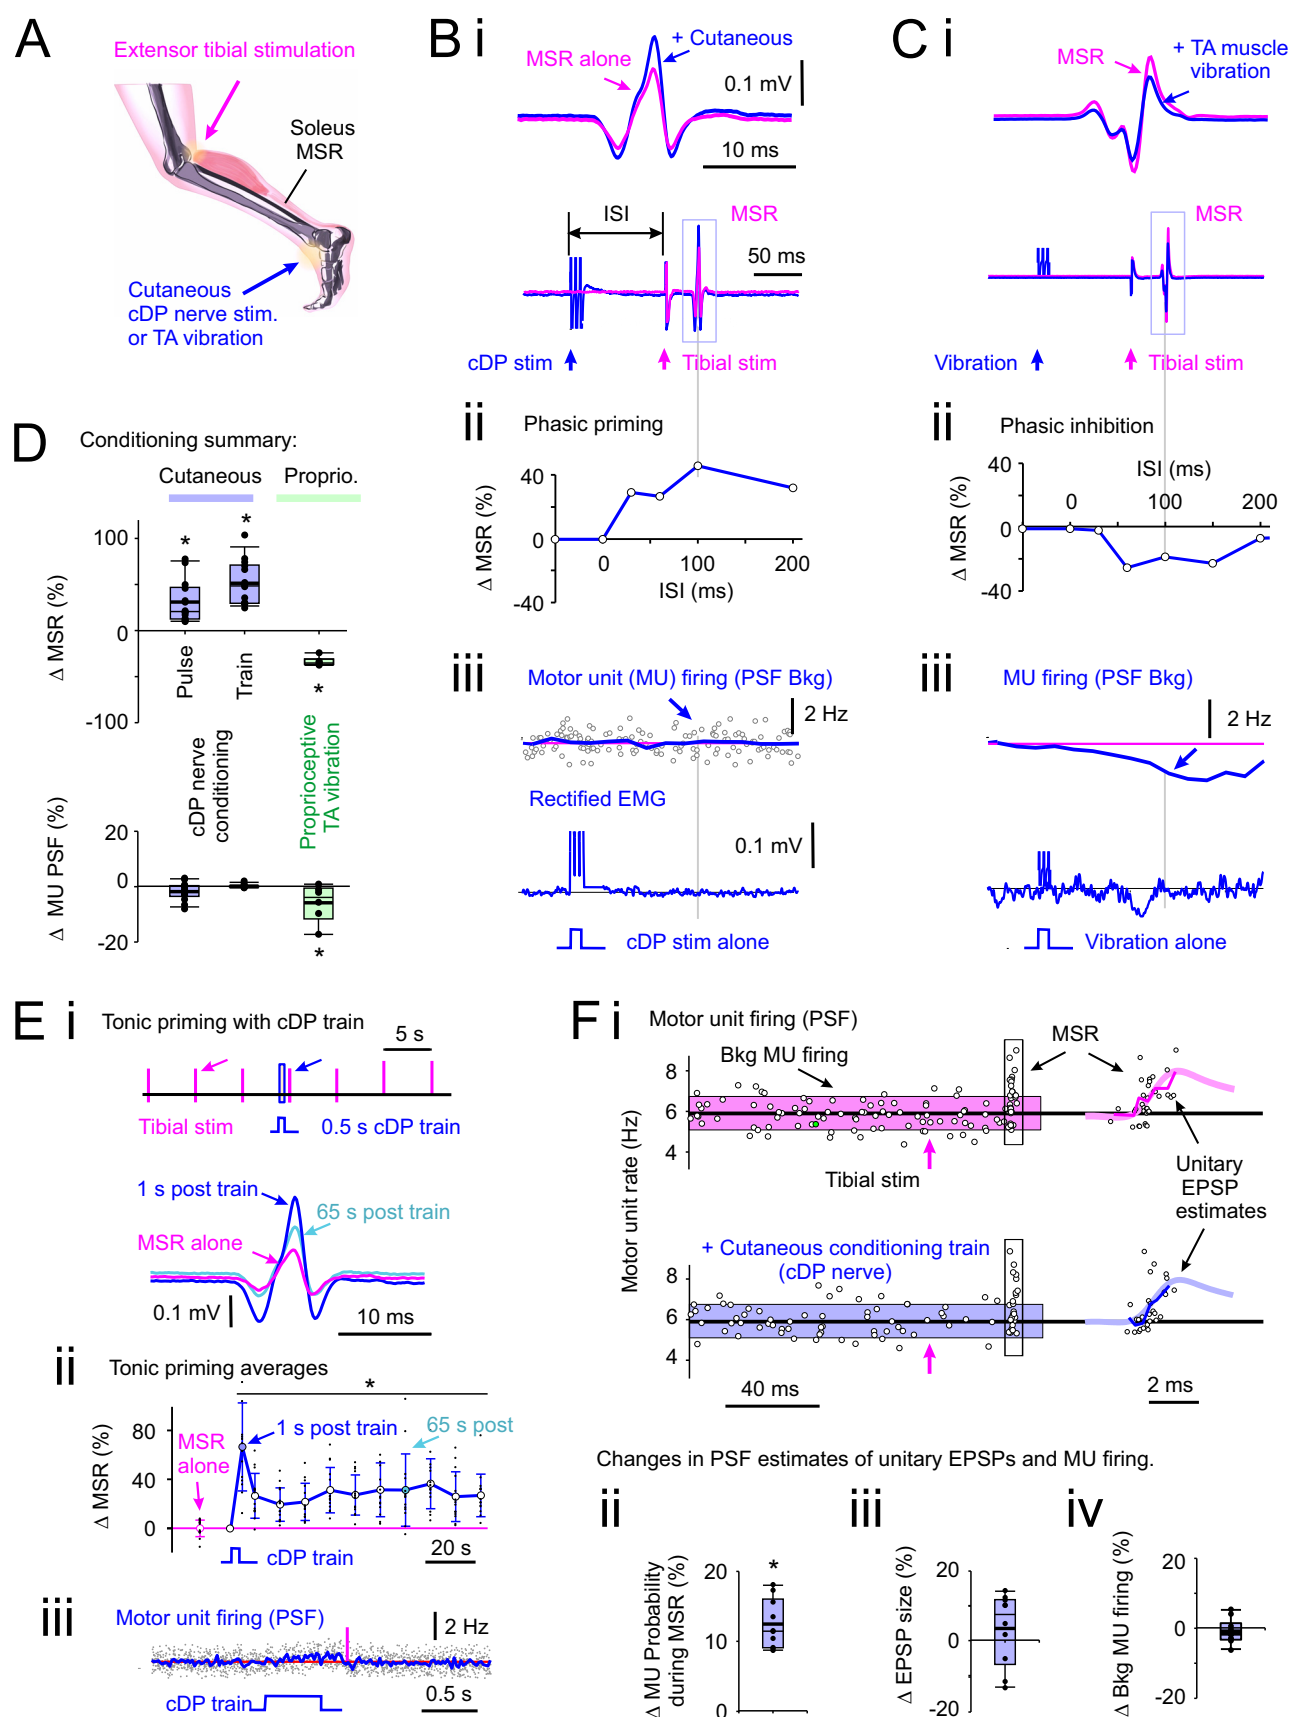 A
Extensor tibial stimulation
Soleus
MSR
Cutaneous
cDP nerve stim.
or TA vibration
B i
+ Cutaneous
MSR alone
0.1 mV
10 ms
ISI
MSR
50 ms
cDP stim
Tibial stim
ii
Phasic priming
Δ MSR (%)
40
0
-40
0
100
200
ISI (ms)
iii
Motor unit (MU) firing (PSF Bkg)
2 Hz
Rectified EMG
0.1 mV
cDP stim alone
C i
MSR
+ TA muscle
vibration
MSR
Vibration
Tibial stim
ii
Phasic inhibition
Δ MSR (%)
40
0
-40
ISI (ms)
0
100
200
iii
MU firing (PSF Bkg)
2 Hz
Vibration alone
D
Conditioning summary:
Cutaneous
Proprio.
Δ MSR (%)
100
0
-100
*
*
*
Pulse
Train
cDP nerve
conditioning
Proprioceptive
TA vibration
Δ MU PSF (%)
20
0
-20
*
E i
Tonic priming with cDP train
5 s
Tibial stim
0.5 s cDP train
1 s post train
65 s post train
MSR alone
0.1 mV
10 ms
ii
Tonic priming averages
*
Δ MSR (%)
80
40
0
MSR
alone
1 s post train
65 s post
cDP train
20 s
iii
Motor unit firing (PSF)
2 Hz
cDP train
0.5 s
F i
Motor unit firing (PSF)
Bkg MU firing
MSR
Motor unit rate (Hz)
8
6
4
Tibial stim
Unitary
EPSP
estimates
+ Cutaneous conditioning train
(cDP nerve)
8
6
4
40 ms
2 ms
Changes in PSF estimates of unitary EPSPs and MU firing.
ii
Δ MU Probability
during MSR (%)
20
10
0
*
iii
Δ EPSP size (%)
20
0
-20
iv
Δ Bkg MU firing (%)
20
0
-20